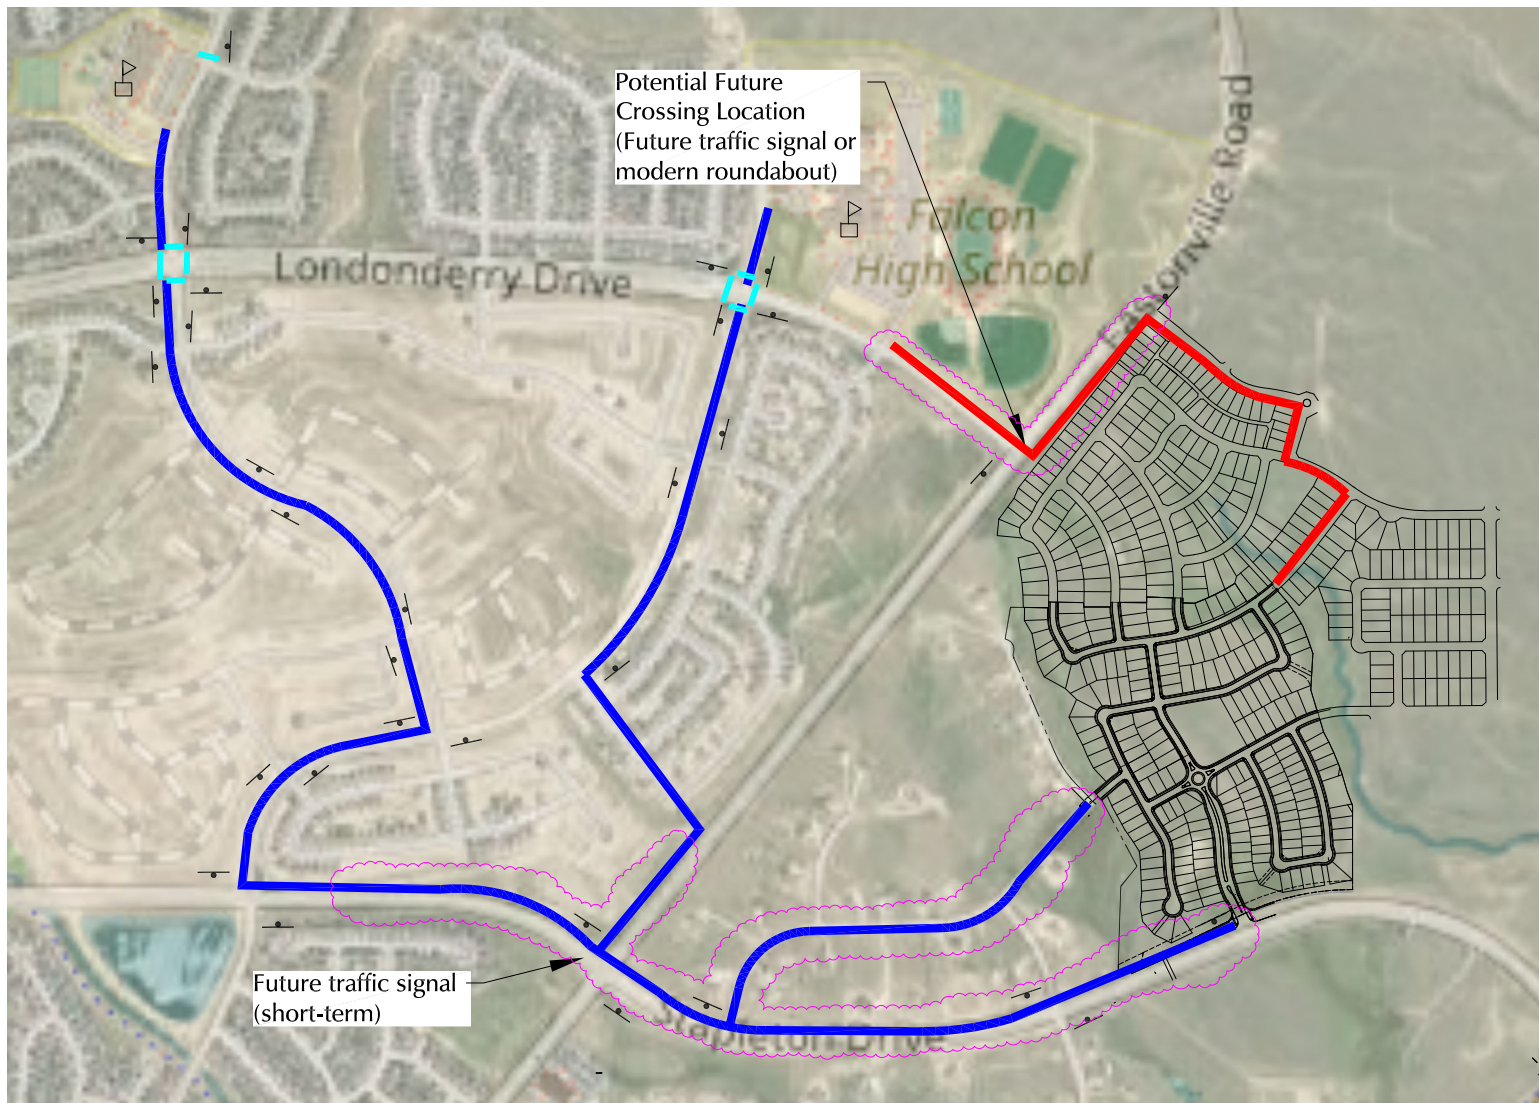 Potential Future
Crossing Location
(Future traffic signal or
modern roundabout)
Eastonville Road
Falcon
High School
Londonderry Drive
Future traffic signal
(short-term)
Stapleton Drive